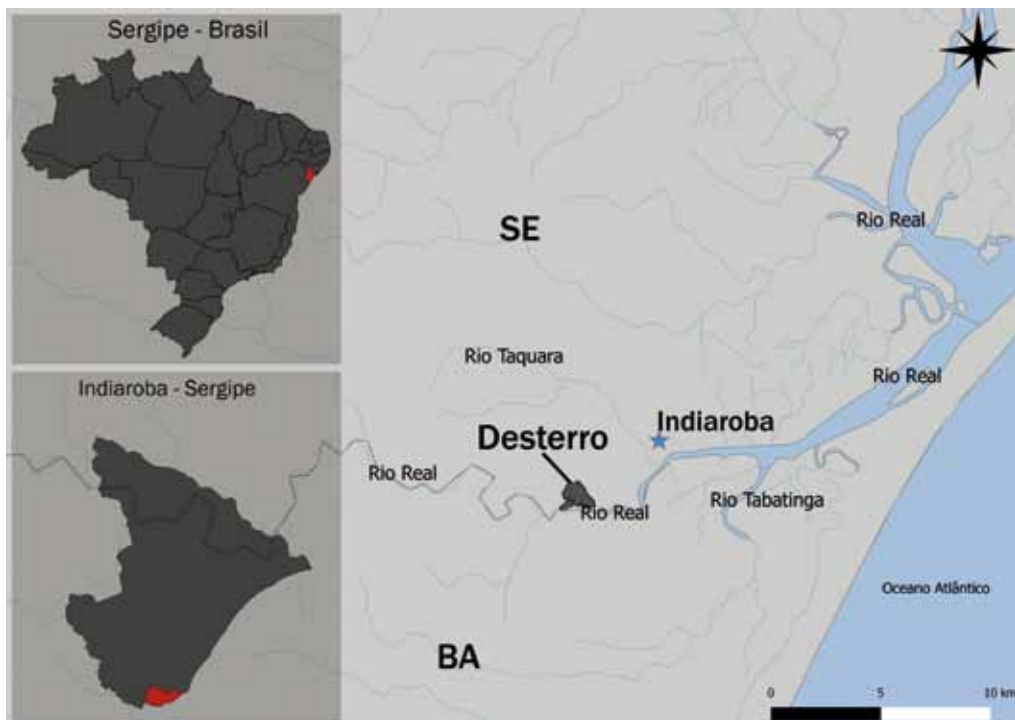 Sergipe - Brasil
Indiaroba - Sergipe
Rio Real
SE
Rio Taquara
Rio Real
Indiaroba
Desterro
Rio Real
Rio Real
Rio Tabatinga
Oceano Atlântico
BA
0 5 10 km